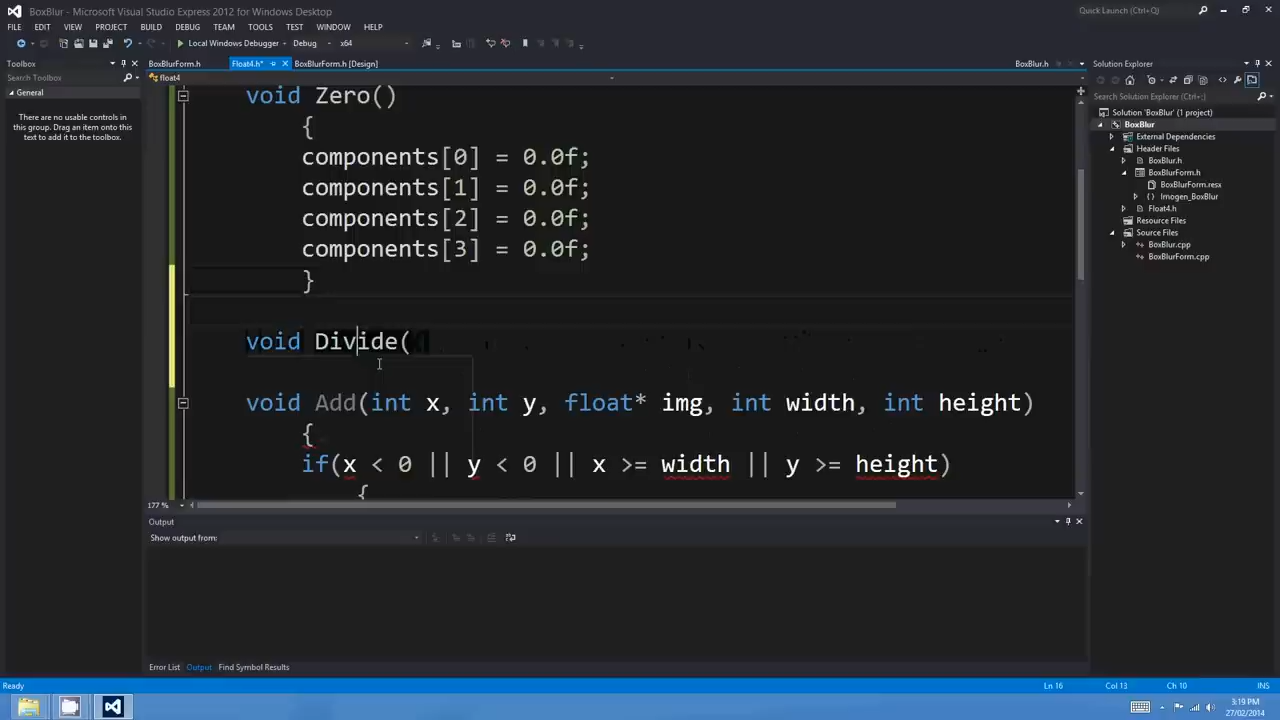 BoxBlur - Microsoft Visual Studio Express 2012 for Windows Desktop
Quick Launch (Ctrl+Q)
FILE EDIT VIEW PROJECT BUILD DEBUG TEAM TOOLS TEST WINDOW HELP
Local Windows Debugger Debug x64
Toolbox
Search Toolbox
General
There are no usable controls in
this group. Drag an item onto this
text to add it to the toolbox.
BoxBlurForm.h Float4.h* BoxBlurForm.h [Design] BoxBlur.h
float4
void Zero()
{
components[0] = 0.0f;
components[1] = 0.0f;
components[2] = 0.0f;
components[3] = 0.0f;
}
void Divide(
void Add(int x, int y, float* img, int width, int height)
{
if(x < 0 || y < 0 || x >= width || y >= height)
{
177 %
Output
Show output from:
Error List Output Find Symbol Results
Solution Explorer
Search Solution Explorer (Ctrl+;)
Solution 'BoxBlur' (1 project)
BoxBlur
External Dependencies
Header Files
BoxBlur.h
BoxBlurForm.h
BoxBlurForm.resx
Imogen_BoxBlur
Float4.h
Resource Files
Source Files
BoxBlur.cpp
BoxBlurForm.cpp
Ready Ln 16 Col 13 Ch 10 INS
3:19 PM
27/02/2014